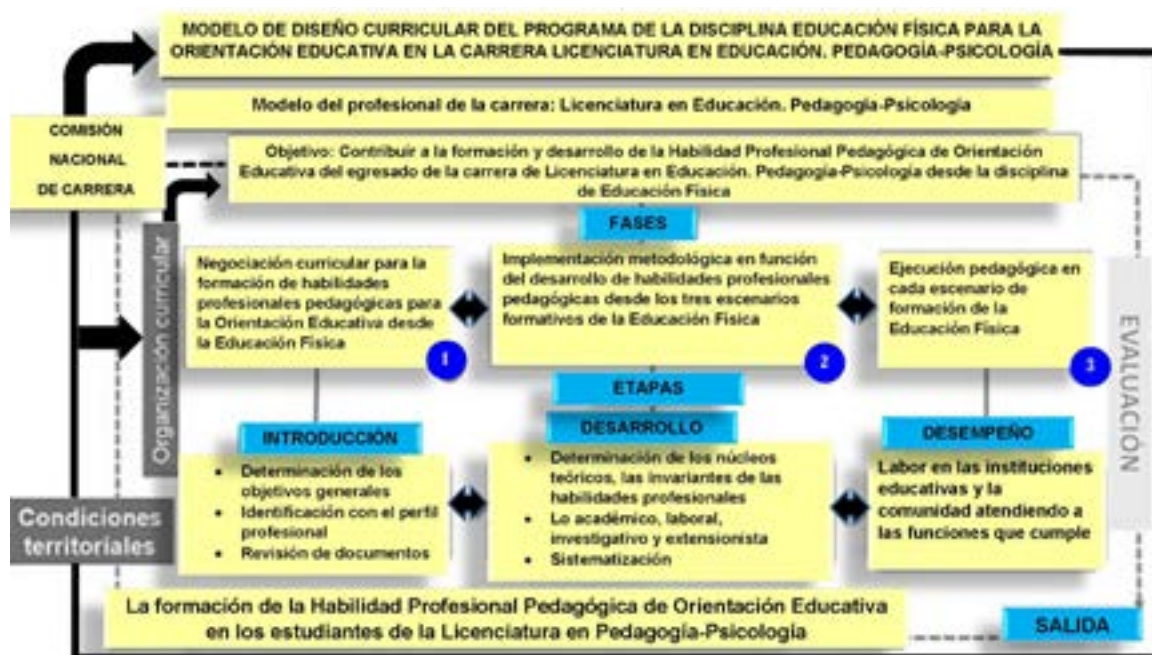 MODELO DE DISEÑO CURRICULAR DEL PROGRAMA DE LA DISCIPLINA EDUCACIÓN FÍSICA PARA LA
ORIENTACIÓN EDUCATIVA EN LA CARRERA LICENCIATURA EN EDUCACIÓN. PEDAGOGÍA-PSICOLOGÍA
Modelo del profesional de la carrera: Licenciatura en Educación. Pedagogía-Psicología
COMISIÓN
NACIONAL
DE CARRERA
Objetivo: Contribuir a la formación y desarrollo de la Habilidad Profesional Pedagógica de Orientación
Educativa del egresado de la carrera de Licenciatura en Educación. Pedagogía-Psicología desde la disciplina
de Educación Física
FASES
Organización curricular
Negociación curricular para la
formación de habilidades
profesionales pedagógicas para
la Orientación Educativa desde
la Educación Física
1
Implementación metodológica en función
del desarrollo de habilidades profesionales
pedagógicas desde los tres escenarios
formativos de la Educación Física
2
Ejecución pedagógica en
cada escenario de
formación de la
Educación Física
3
EVALUACIÓN
ETAPAS
INTRODUCCIÓN
• Determinación de los
objetivos generales
• Identificación con el perfil
profesional
• Revisión de documentos
DESARROLLO
• Determinación de los núcleos
teóricos, las invariantes de las
habilidades profesionales
• Lo académico, laboral,
investigativo y extensionista
• Sistematización
DESEMPEÑO
Labor en las instituciones
educativas y la
comunidad atendiendo a
las funciones que cumple
Condiciones
territoriales
La formación de la Habilidad Profesional Pedagógica de Orientación Educativa
en los estudiantes de la Licenciatura en Pedagogía-Psicología
SALIDA